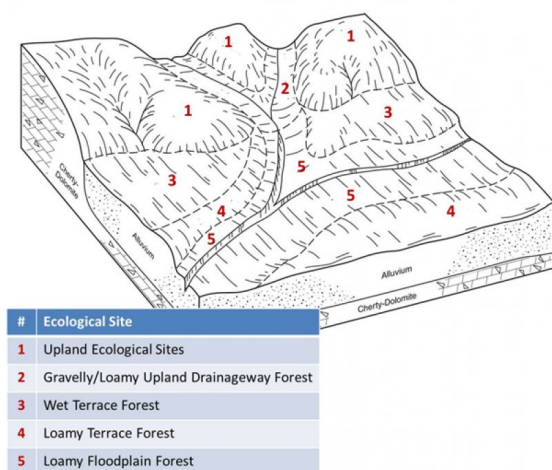 1
1
2
1
3
3
5
4
5
5
4
Cherty-Dolomite
Alluvium
Alluvium
Cherty-Dolomite
# Ecological Site
1 Upland Ecological Sites
2 Gravelly/Loamy Upland Drainageway Forest
3 Wet Terrace Forest
4 Loamy Terrace Forest
5 Loamy Floodplain Forest